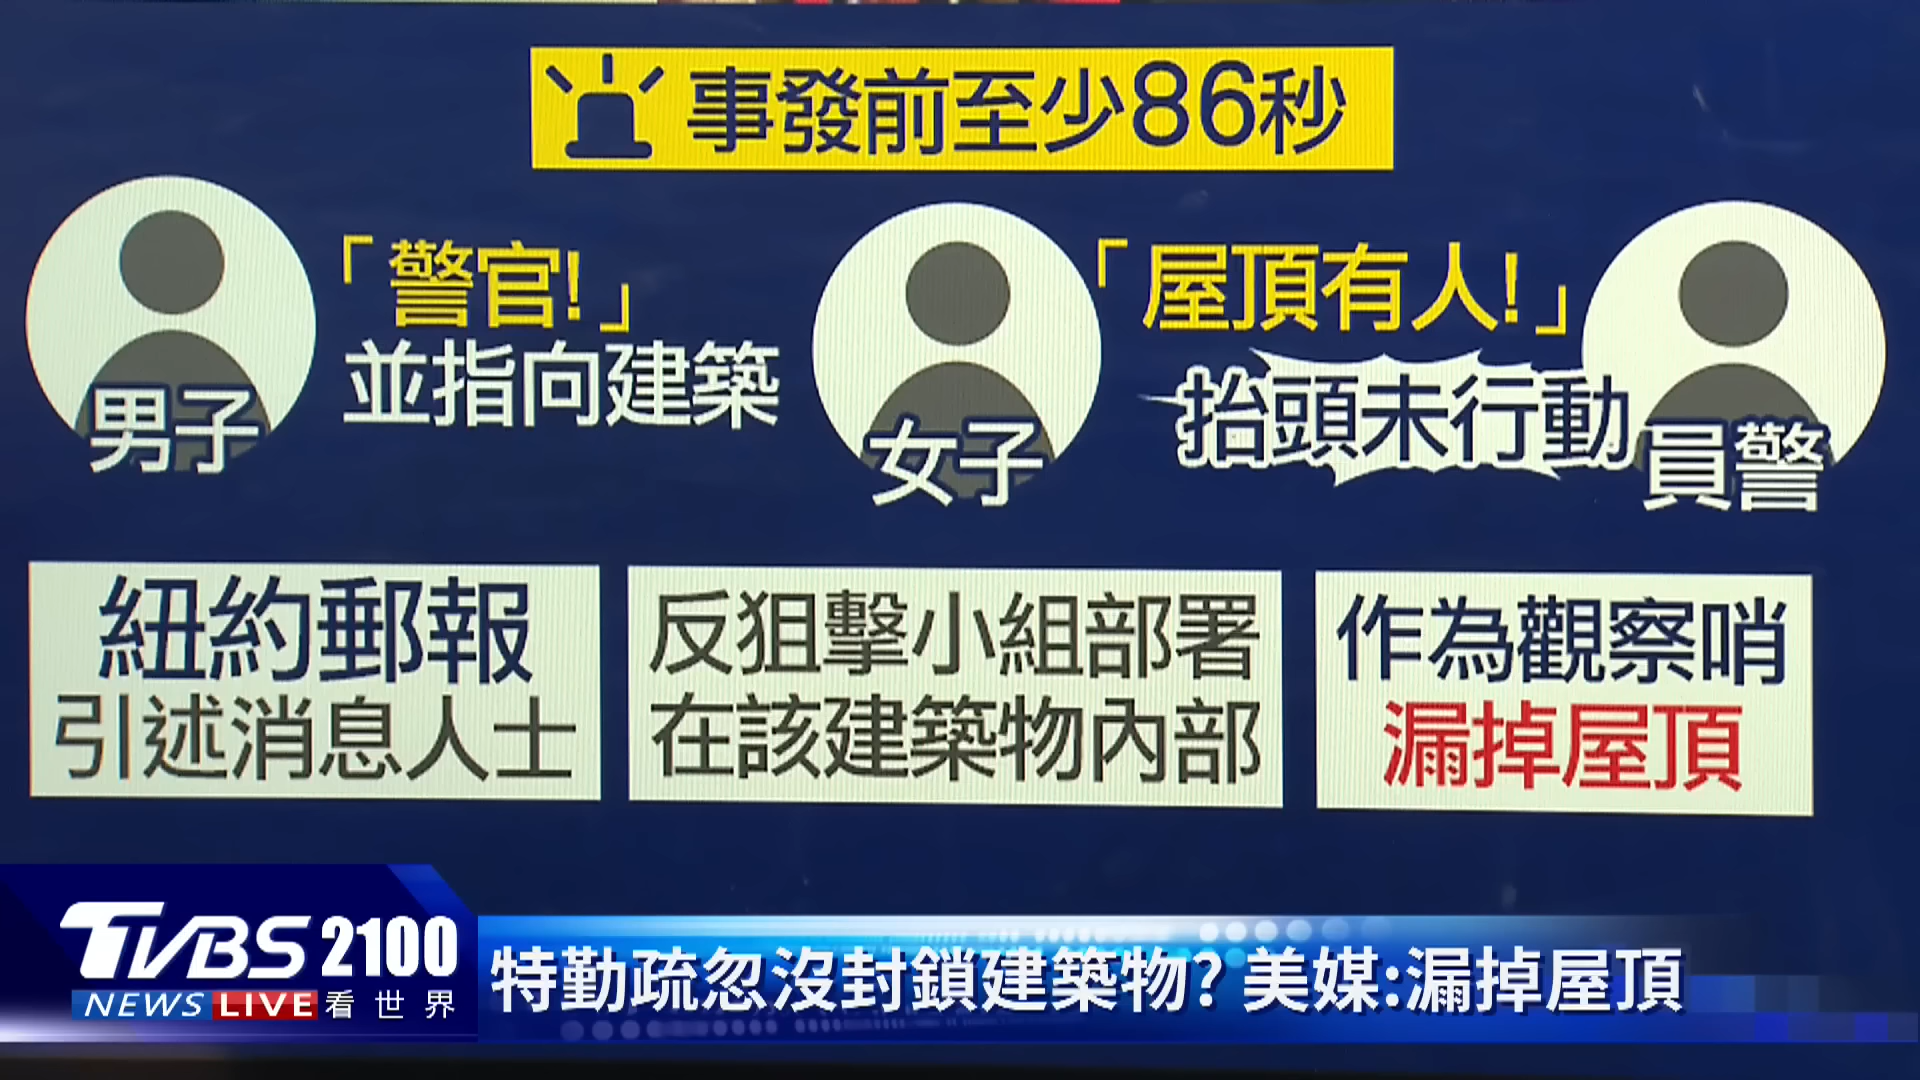 事發前至少86秒
「警官!」
並指向建築
男子
「屋頂有人!」
抬頭未行動
女子
員警
紐約郵報
引述消息人士
反狙擊小組部署
在該建築物內部
作為觀察哨
漏掉屋頂
TVBS 2100
NEWS LIVE 看世界
特勤疏忽沒封鎖建築物? 美媒:漏掉屋頂